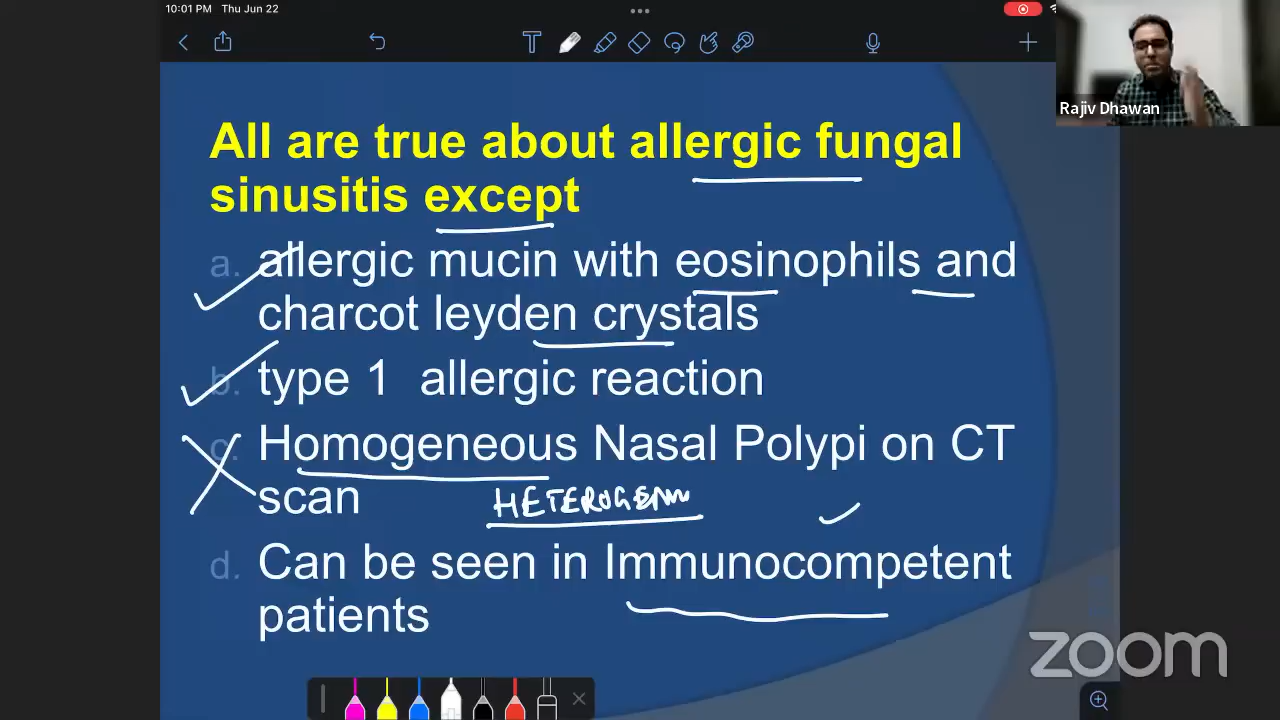 10:01 PM Thu Jun 22
Rajiv Dhawan
All are true about allergic fungal
sinusitis except
a. allergic mucin with eosinophils and
charcot leyden crystals
b. type 1 allergic reaction
c. Homogeneous Nasal Polypi on CT
scan
d. Can be seen in Immunocompetent
patients
zoom